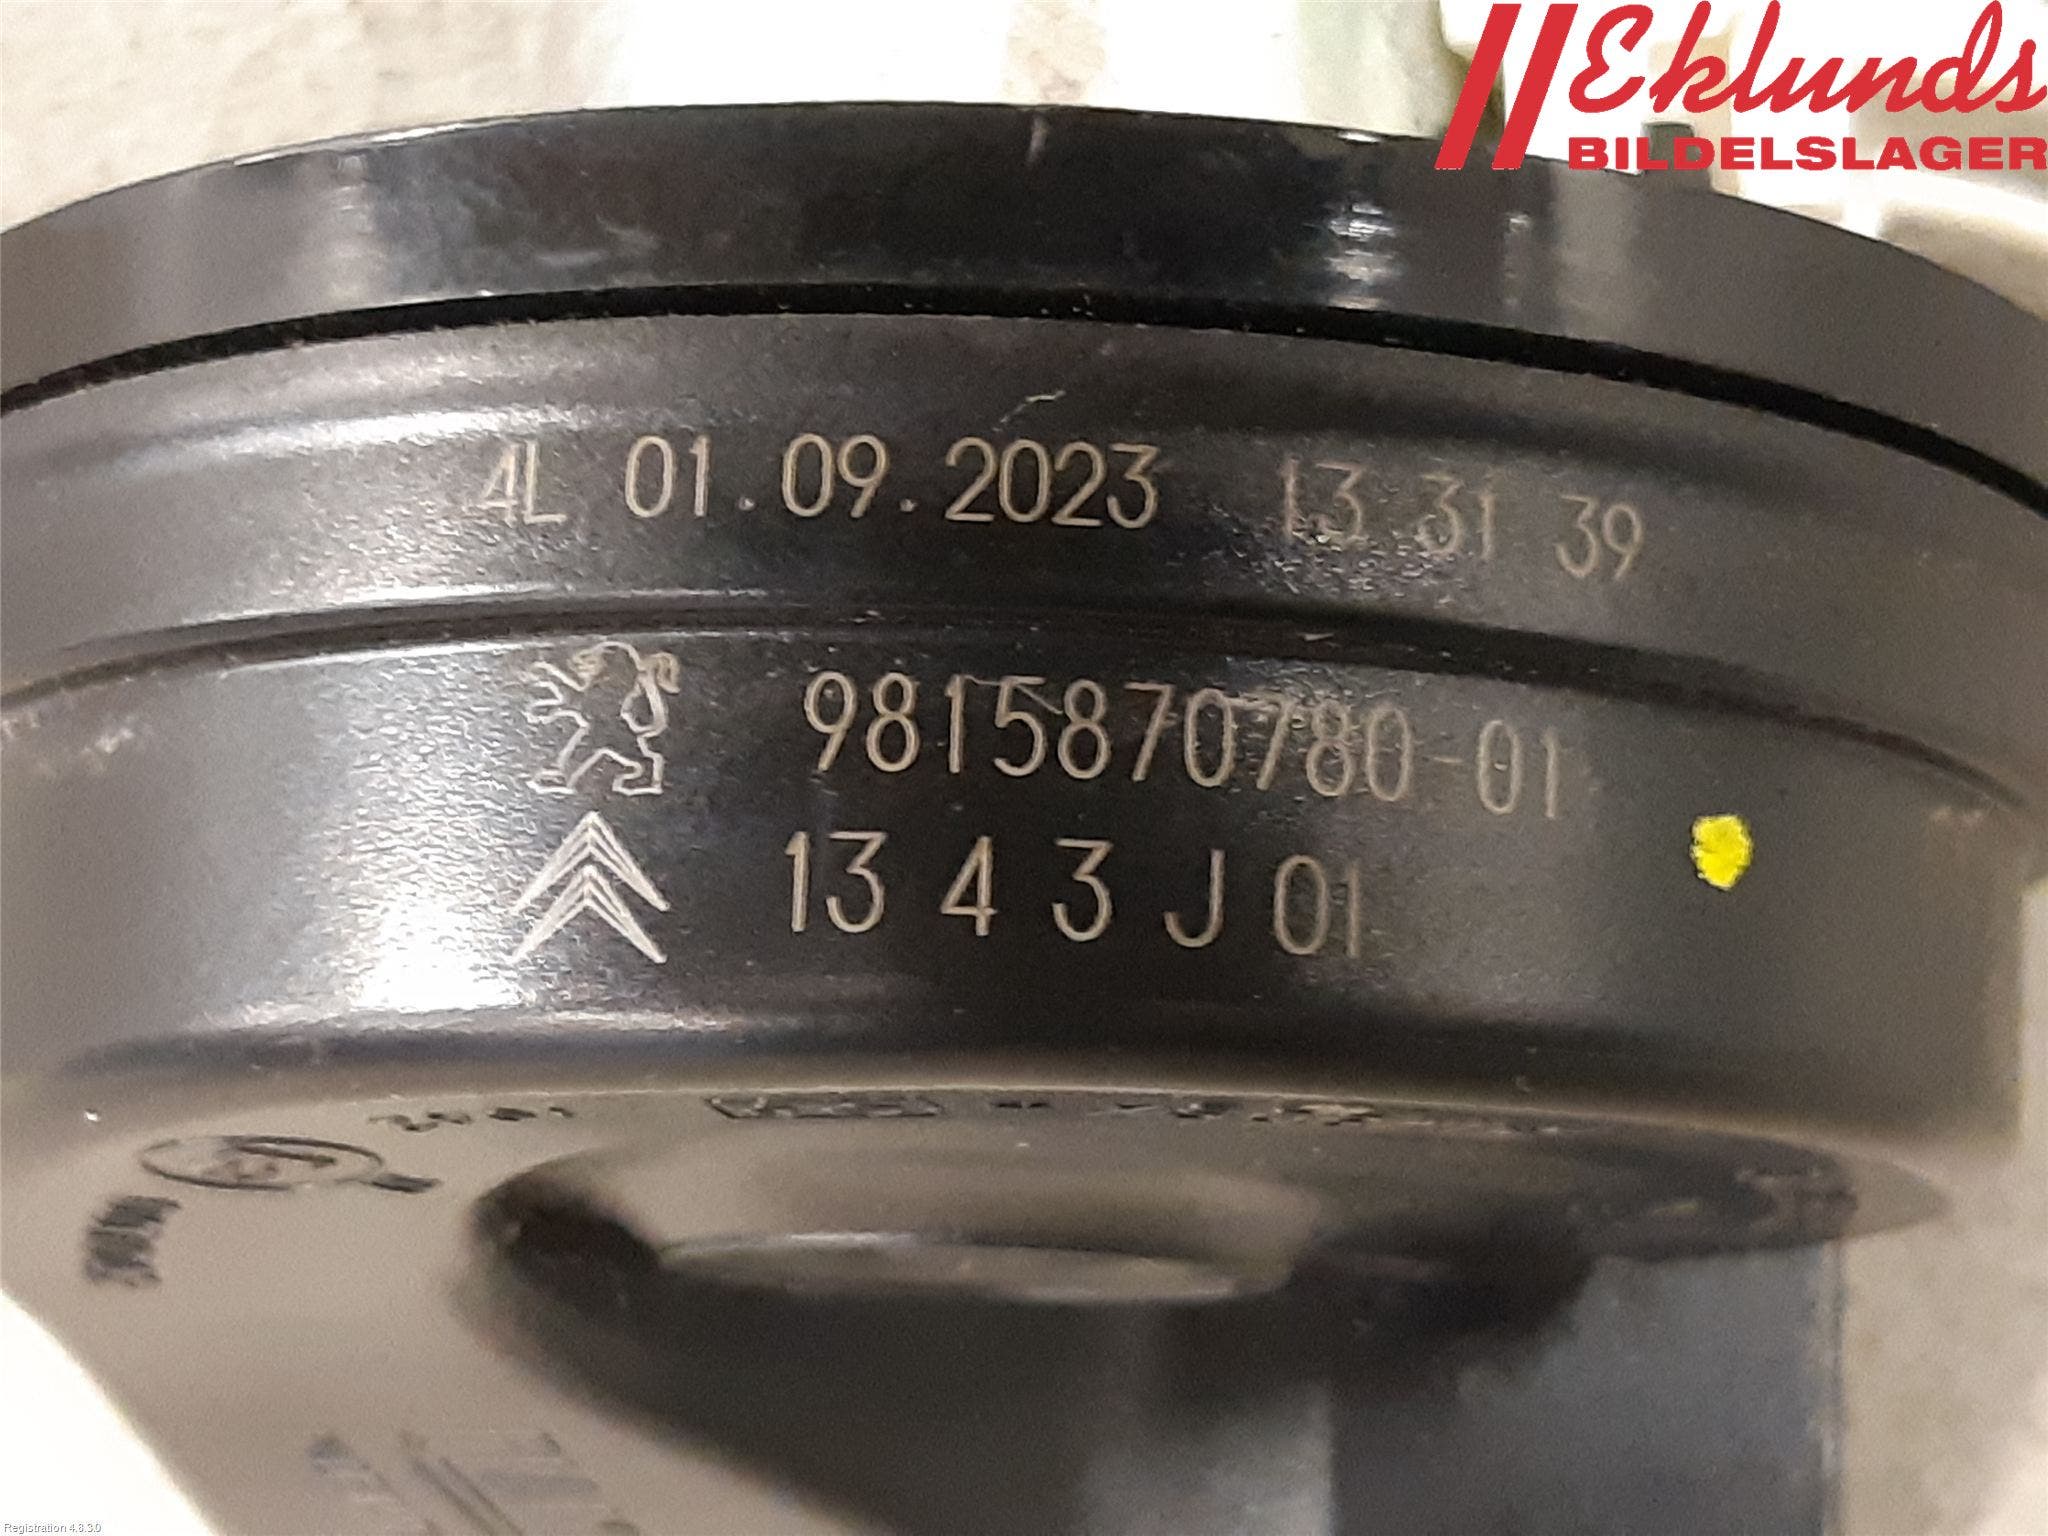 Eklunds
BILDELSLAGER
4L 01.09.2023 13 31 39
9815870780-01
13 4 3 J 01
Registration 4.8.3.0